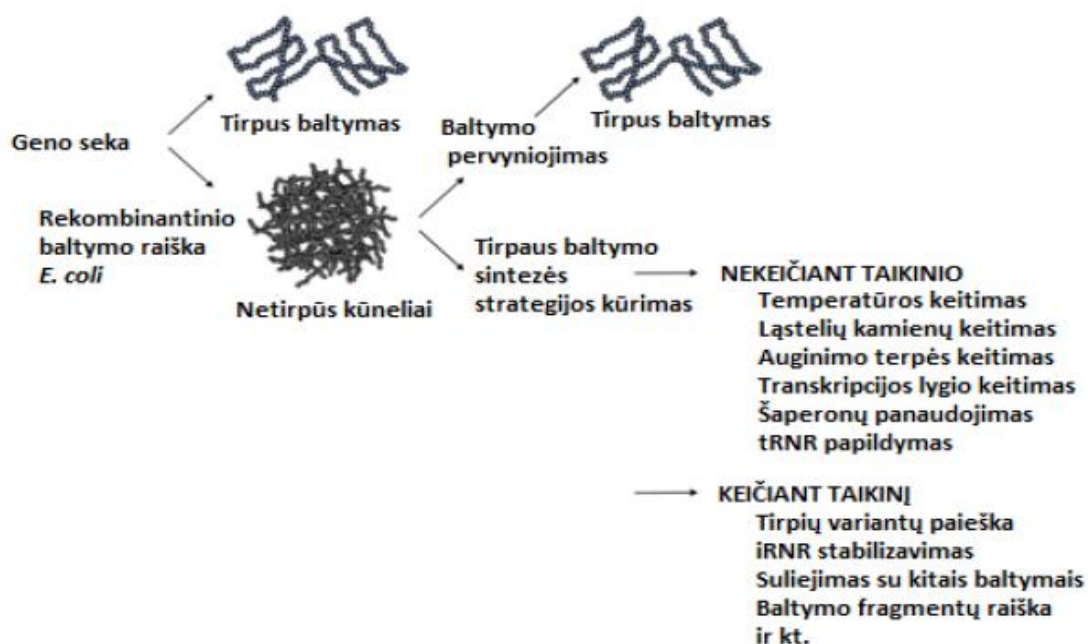 Tirpus baltymas
Tirpus baltymas
Geno seka
Baltymo
pervyniojimas
Rekombinantinio
baltymo raiška
E. coli
Netirpūs kūneliai
Tirpaus baltymo
sintezės
strategijos kūrimas
NEKEIČIANT TAIKINIO
Temperatūros keitimas
Ląstelių kamienų keitimas
Auginimo terpės keitimas
Transkripcijos lygio keitimas
Šaperonų panaudojimas
tRNR papildymas
KEIČIANT TAIKINĮ
Tirpių variantų paieška
iRNR stabilizavimas
Suliejimas su kitais baltymais
Baltymo fragmentų raiška
ir kt.